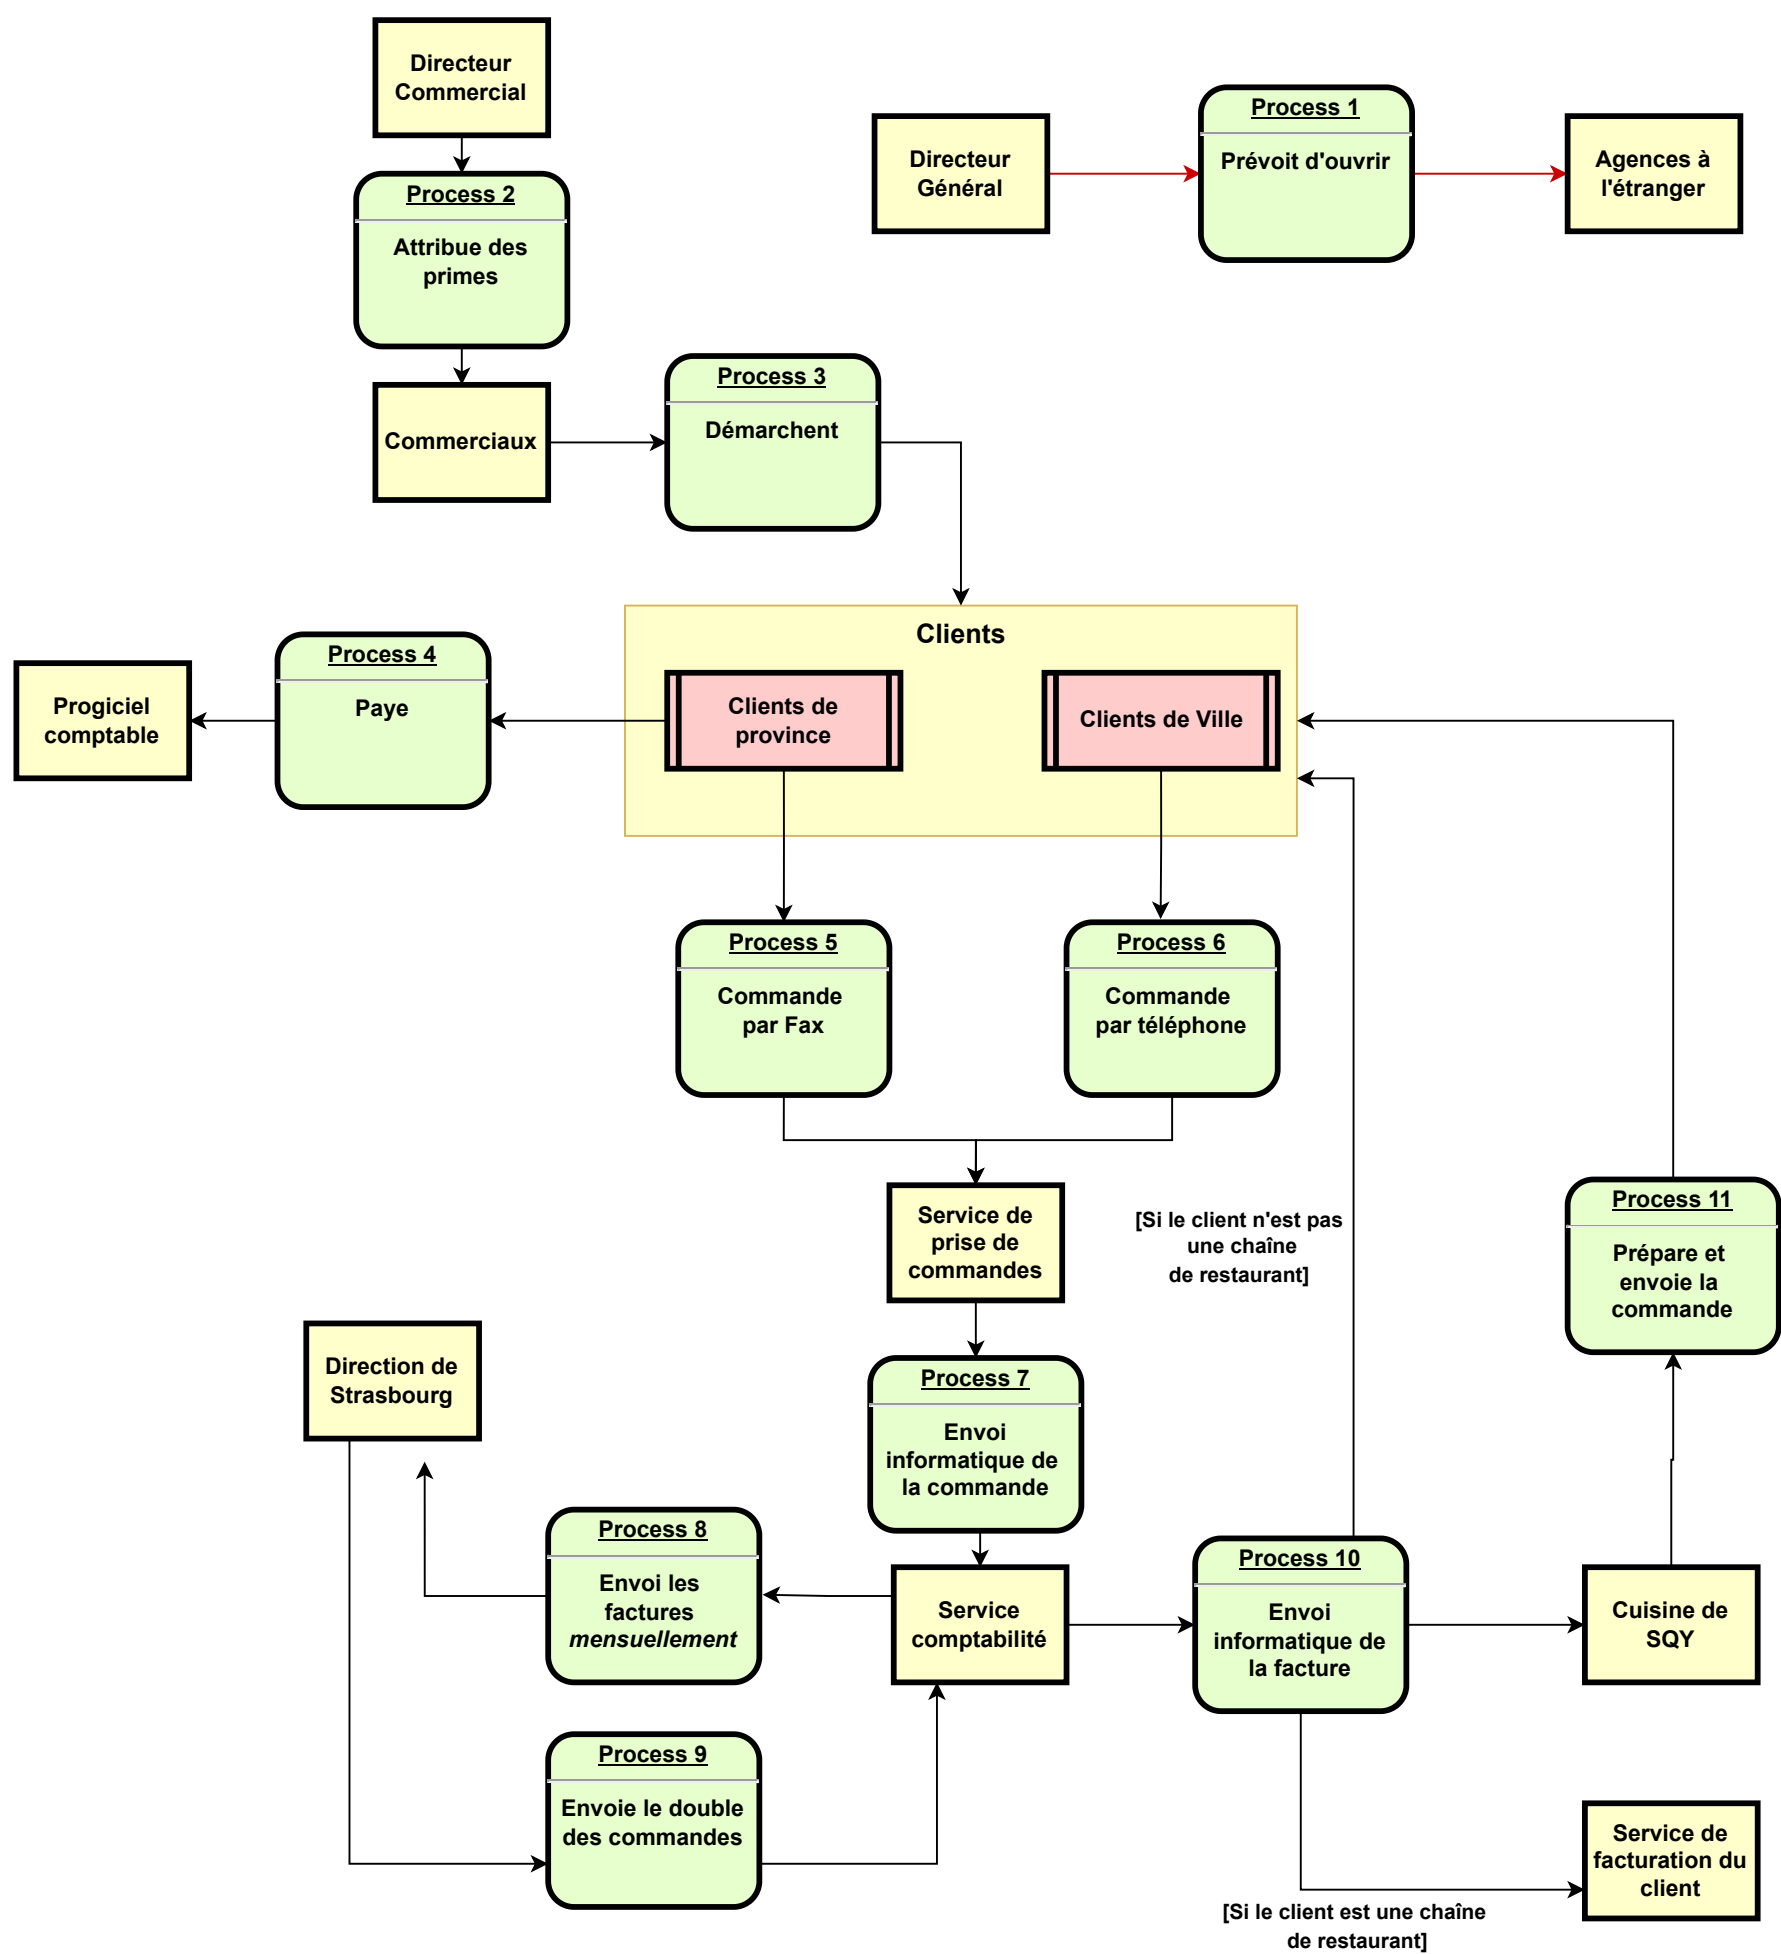 Directeur
Commercial
Process 1
Prévoit d'ouvrir
Directeur
Général
Agences à
l'étranger
Process 2
Attribue des
primes
Process 3
Démarchent
Commerciaux
Clients
Process 4
Paye
Progiciel
comptable
Clients de
province
Clients de Ville
Process 5
Commande
par Fax
Process 6
Commande
par téléphone
Service de
prise de
commandes
[Si le client n'est pas
une chaîne
de restaurant]
Process 11
Prépare et
envoie la
commande
Direction de
Strasbourg
Process 7
Envoi
informatique de
la commande
Process 8
Envoi les
factures
mensuellement
Service
comptabilité
Process 10
Envoi
informatique de
la facture
Cuisine de
SQY
Process 9
Envoie le double
des commandes
Service de
facturation du
client
[Si le client est une chaîne
de restaurant]